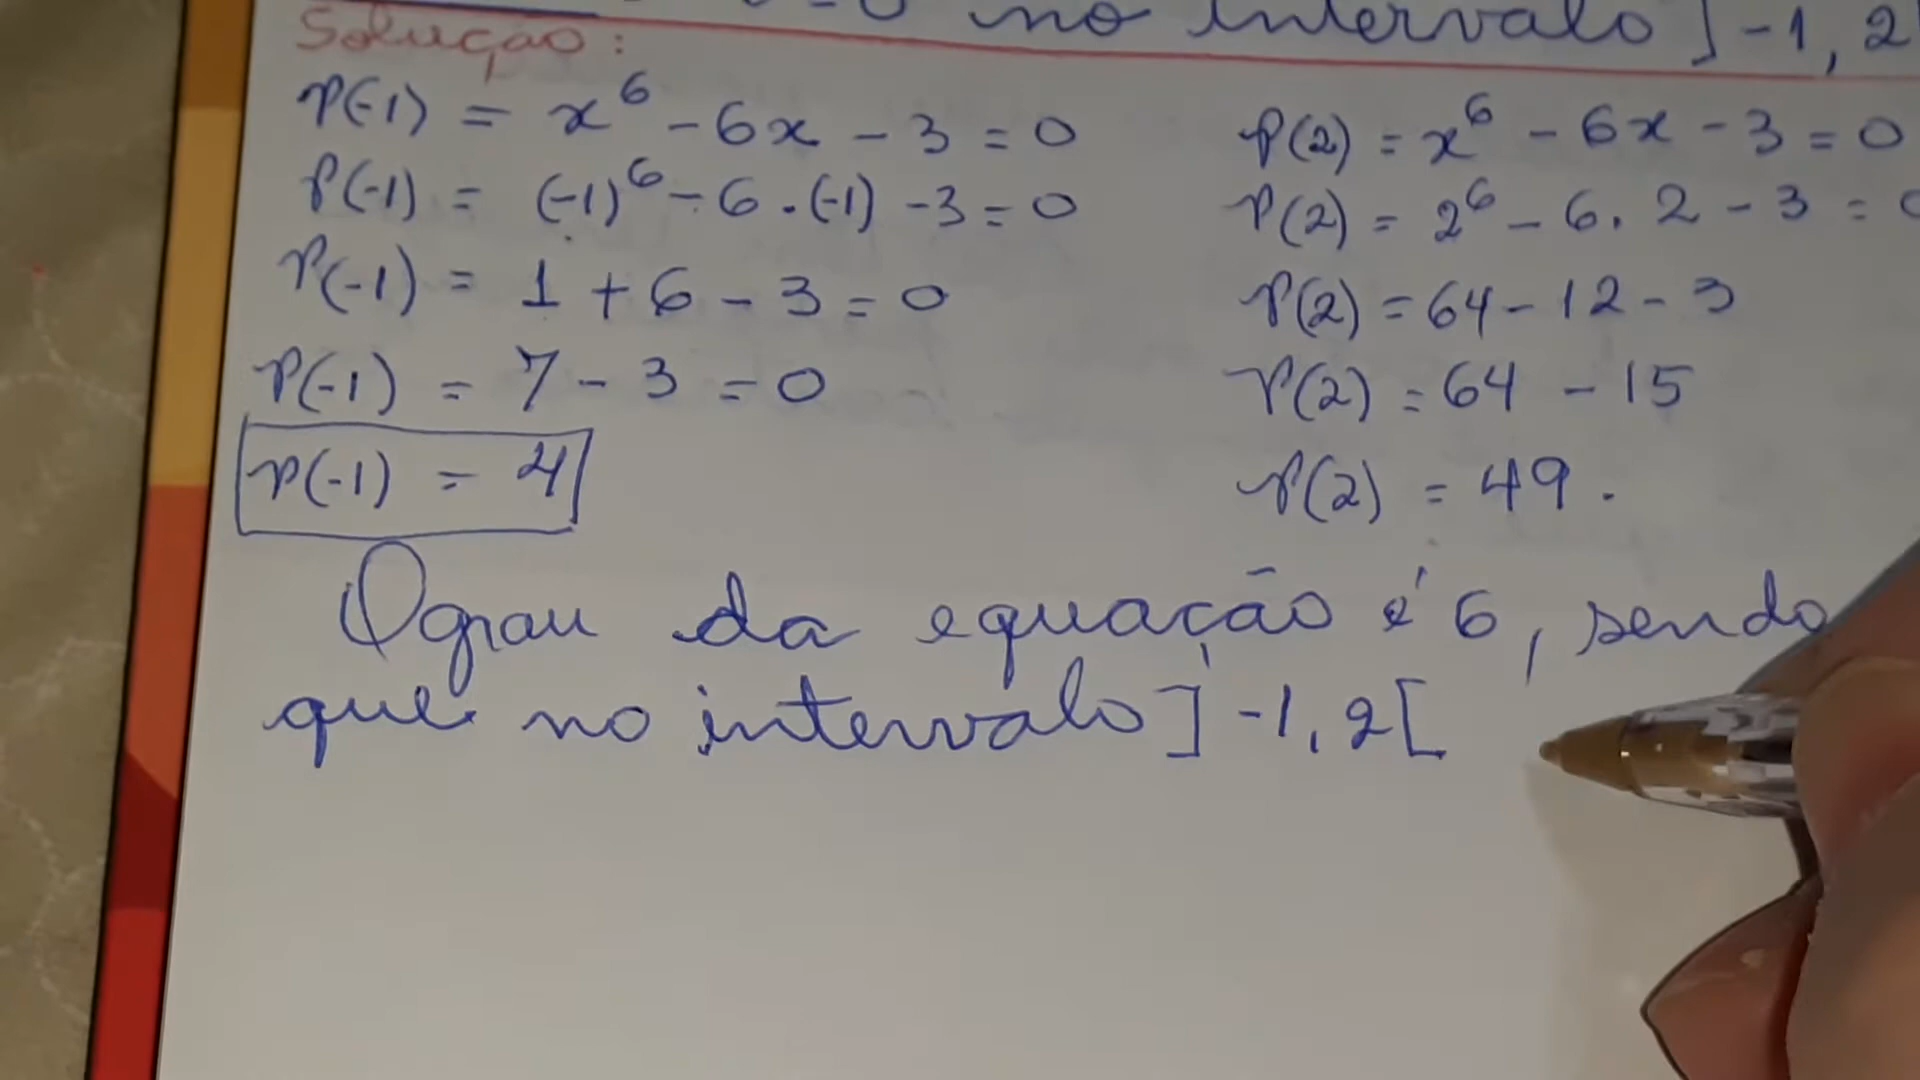 no intervalo ]-1, 2
Solução:
P(-1) = x⁶ - 6x - 3 = 0
P(-1) = (-1)⁶ - 6 . (-1) - 3 = 0
P(-1) = 1 + 6 - 3 = 0
P(-1) = 7 - 3 = 0
P(-1) = 4
P(2) = x⁶ - 6x - 3 = 0
P(2) = 2⁶ - 6 . 2 - 3 = 0
P(2) = 64 - 12 - 3
P(2) = 64 - 15
P(2) = 49 .
O grau da equação é 6, sendo
que no intervalo ]-1, 2[